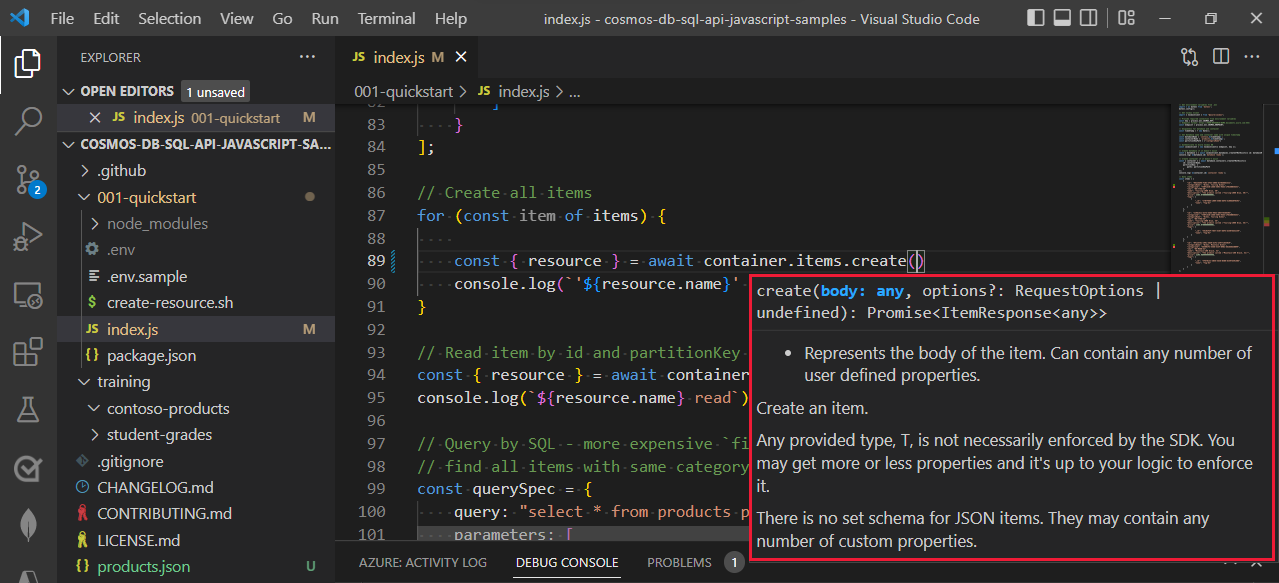 File Edit Selection View Go Run Terminal Help
index.js - cosmos-db-sql-api-javascript-samples - Visual Studio Code
EXPLORER
OPEN EDITORS 1 unsaved
JS index.js 001-quickstart M
COSMOS-DB-SQL-API-JAVASCRIPT-SA...
.github
001-quickstart
node_modules
.env
.env.sample
$ create-resource.sh
JS index.js M
{} package.json
training
contoso-products
student-grades
.gitignore
CHANGELOG.md
CONTRIBUTING.md
LICENSE.md
{} products.json U
2
JS index.js M
001-quickstart > JS index.js > ...
82 }
83 }
84 ];
85
86 // Create all items
87 for (const item of items) {
88
89 const { resource } = await container.items.create()
90 console.log(`'${resource.name}'
91 }
92
93 // Read item by id and partitionKey
94 const { resource } = await container
95 console.log(`${resource.name} read`)
96
97 // Query by SQL - more expensive `fi
98 // find all items with same category
99 const querySpec = {
100 query: "select * from products p
101 parameters: [
create(body: any, options?: RequestOptions |
undefined): Promise<ItemResponse<any>>
• Represents the body of the item. Can contain any number of
user defined properties.
Create an item.
Any provided type, T, is not necessarily enforced by the SDK. You
may get more or less properties and it's up to your logic to enforce
it.
There is no set schema for JSON items. They may contain any
number of custom properties.
AZURE: ACTIVITY LOG DEBUG CONSOLE PROBLEMS 1